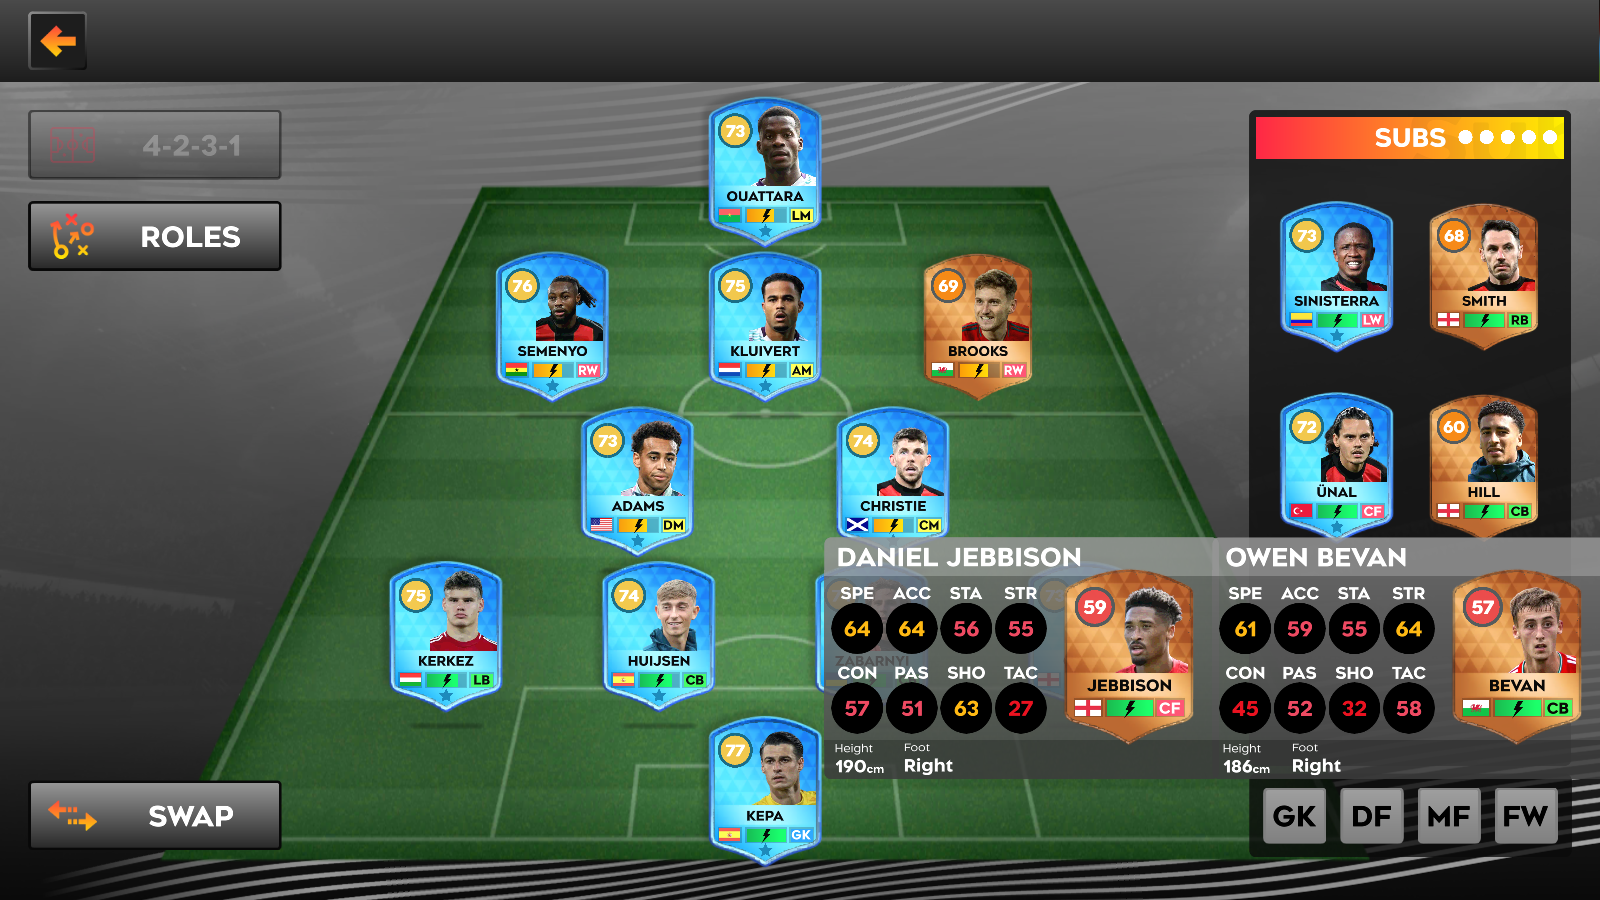 4-2-3-1
ROLES
SWAP
73
OUATTARA
LM
76
SEMENYO
RW
75
KLUIVERT
AM
69
BROOKS
RW
73
ADAMS
DM
74
CHRISTIE
CM
75
KERKEZ
LB
74
HUIJSEN
CB
ZABARNYI
73
77
KEPA
GK
SUBS
73
SINISTERRA
LW
68
SMITH
RB
72
ÜNAL
CF
60
HILL
CB
DANIEL JEBBISON
SPE ACC STA STR
64 64 56 55
CON PAS SHO TAC
57 51 63 27
Height Foot
190cm Right
59
JEBBISON
CF
OWEN BEVAN
SPE ACC STA STR
61 59 55 64
CON PAS SHO TAC
45 52 32 58
Height Foot
186cm Right
57
BEVAN
CB
GK DF MF FW